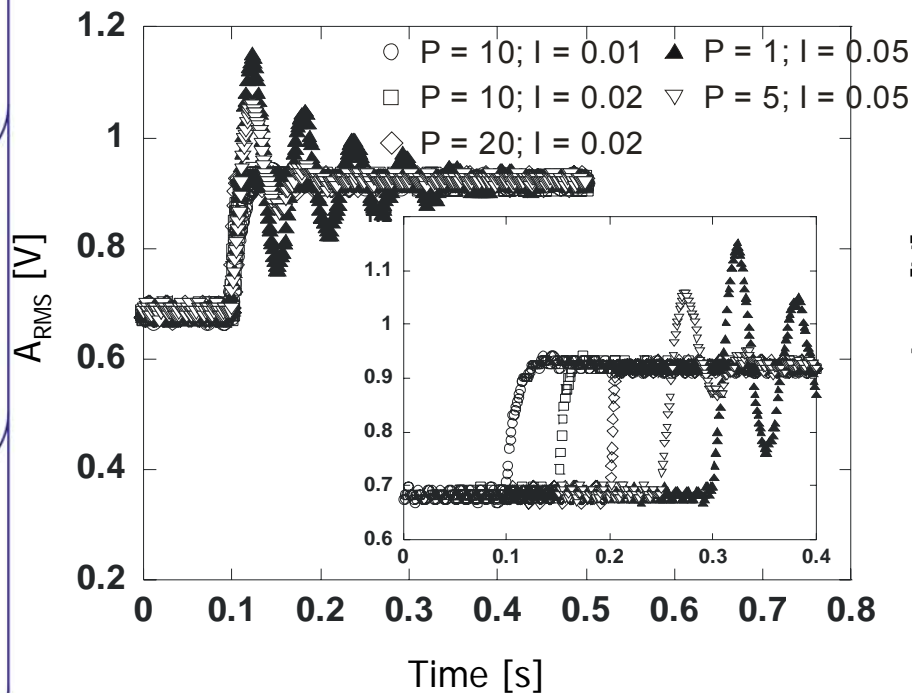 1.2
P = 10; I = 0.01
P = 1; I = 0.05
P = 10; I = 0.02
P = 5; I = 0.05
P = 20; I = 0.02
1
0.8
0.6
0.4
0.2
A_RMS [V]
1.1
1
0.9
0.8
0.7
0.6
0 0.1 0.2 0.3 0.4
0 0.1 0.2 0.3 0.4 0.5 0.6 0.7 0.8
Time [s]